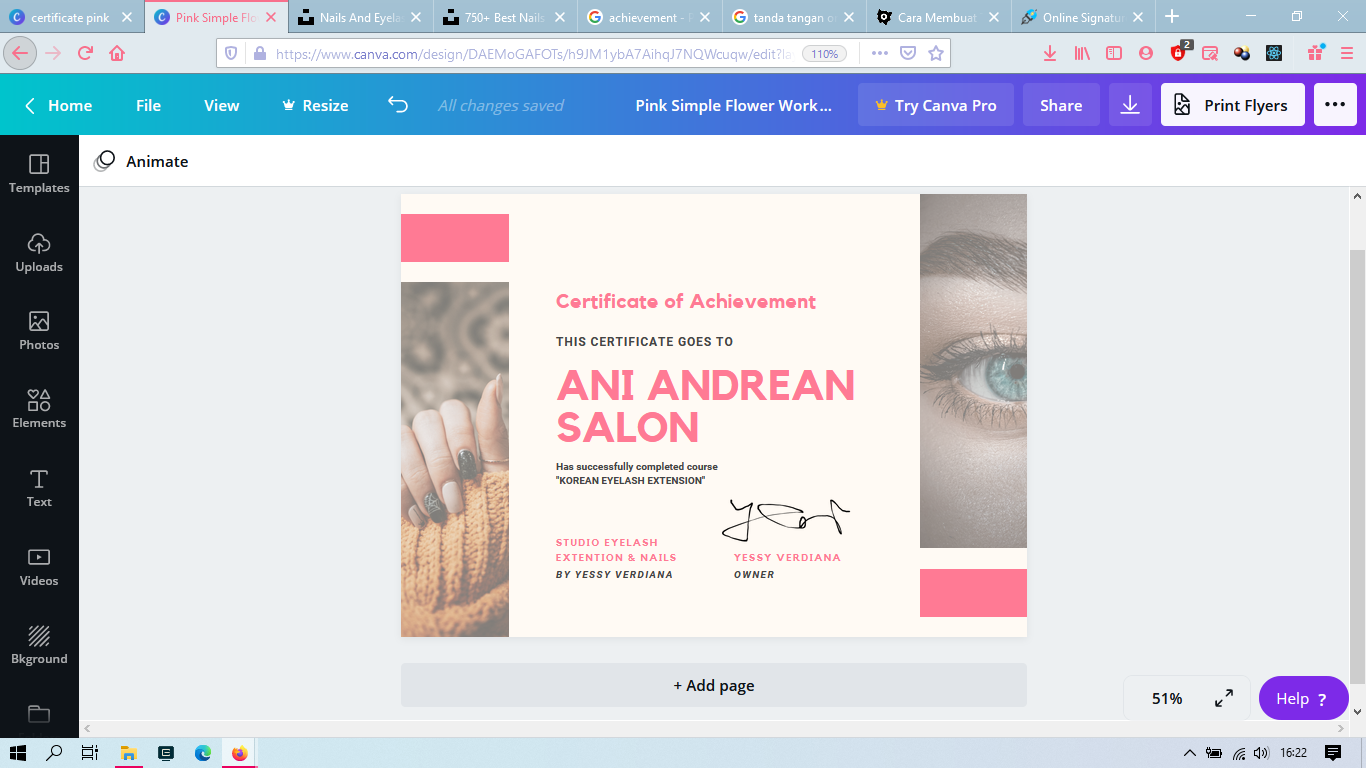 certificate pink
Pink Simple Flo
Nails And Eyela
750+ Best Nails
achievement -
tanda tangan o
Cara Membuat
Online Signatur
https://www.canva.com/design/DAEMoGAFOTs/h9JM1ybA7AihqJ7NQWcuqw/edit?la
110%
2
Home
File
View
Resize
All changes saved
Pink Simple Flower Work...
Try Canva Pro
Share
Print Flyers
Templates
Animate
Uploads
Photos
Elements
Text
Videos
Bkground
Certificate of Achievement
THIS CERTIFICATE GOES TO
ANI ANDREAN
SALON
Has successfully completed course
"KOREAN EYELASH EXTENSION"
STUDIO EYELASH
EXTENTION & NAILS
BY YESSY VERDIANA
YESSY VERDIANA
OWNER
+ Add page
51%
Help ?
16:22